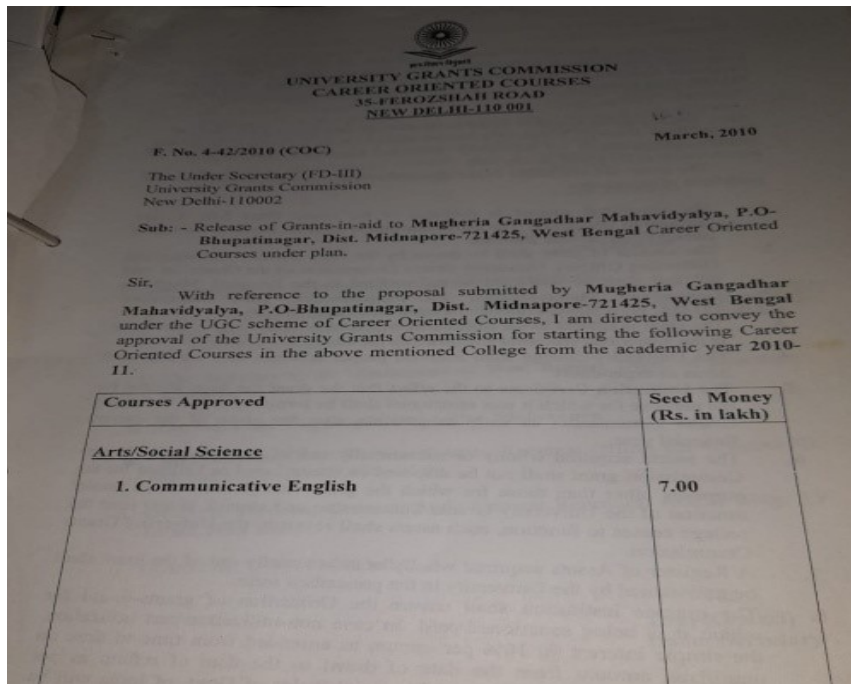 UNIVERSITY GRANTS COMMISSION
CAREER ORIENTED COURSES
35-FEROZSHAH ROAD
NEW DELHI-110 001
March, 2010
F. No. 4-42/2010 (COC)
The Under Secretary (FD-III)
University Grants Commission
New Delhi-110002
Sub: - Release of Grants-in-aid to Mugheria Gangadhar Mahavidyalya, P.O-
Bhupatinagar, Dist. Midnapore-721425, West Bengal Career Oriented
Courses under plan.
Sir,
With reference to the proposal submitted by Mugheria Gangadhar
Mahavidyalya, P.O-Bhupatinagar, Dist. Midnapore-721425, West Bengal
under the UGC scheme of Career Oriented Courses, I am directed to convey the
approval of the University Grants Commission for starting the following Career
Oriented Courses in the above mentioned College from the academic year 2010-
11.
Courses Approved
Seed Money
(Rs. in lakh)
Arts/Social Science
1. Communicative English 7.00